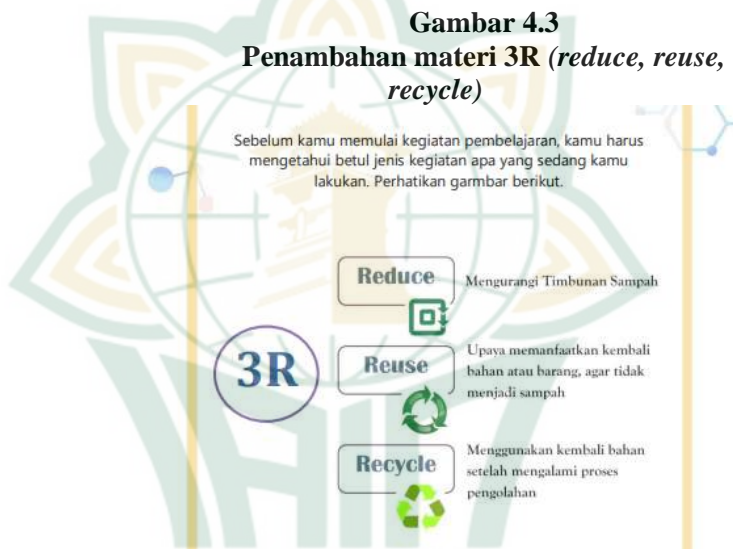 Gambar 4.3
Penambahan materi 3R (reduce, reuse,
recycle)
Sebelum kamu memulai kegiatan pembelajaran, kamu harus
mengetahui betul jenis kegiatan apa yang sedang kamu
lakukan. Perhatikan garmbar berikut.
3R
Reduce
Mengurangi Timbunan Sampah
Reuse
Upaya memanfaatkan kembali
bahan atau barang, agar tidak
menjadi sampah
Recycle
Menggunakan kembali bahan
setelah mengalami proses
pengolahan